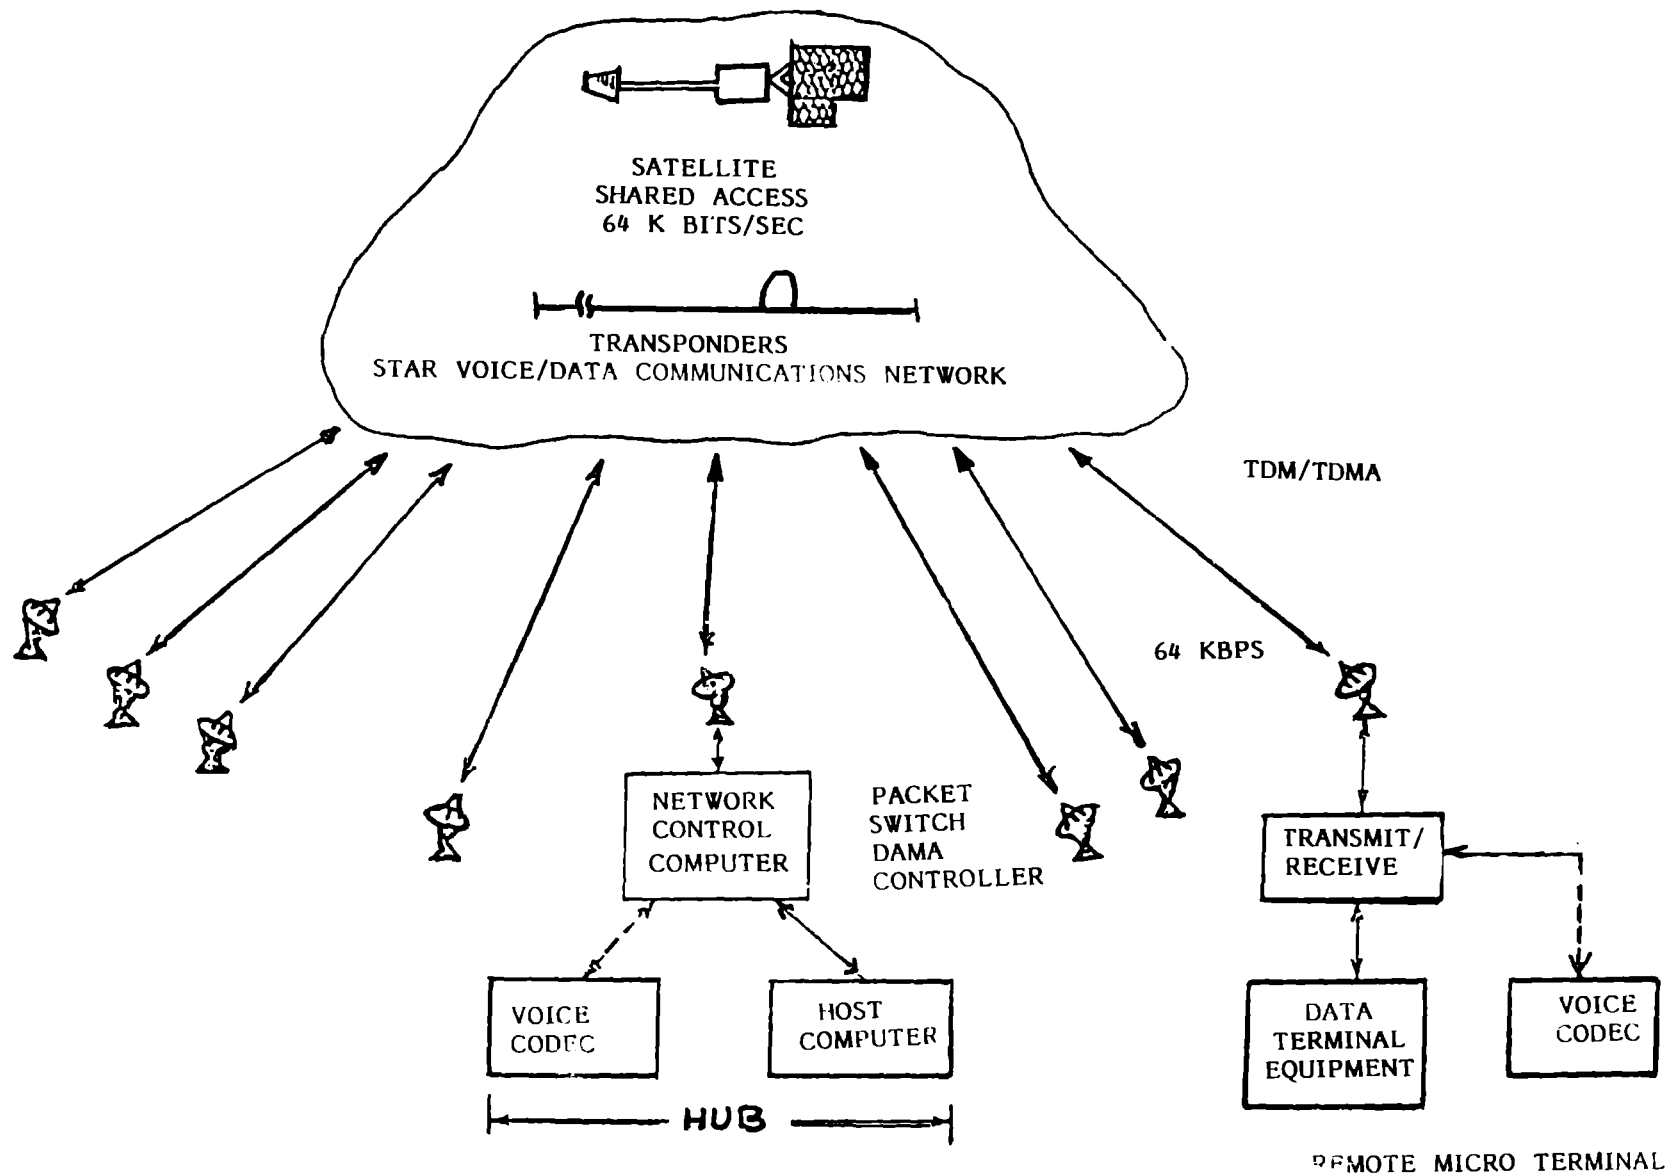 SATELLITE
SHARED ACCESS
64 K BITS/SEC
TRANSPONDERS
STAR VOICE/DATA COMMUNICATIONS NETWORK
TDM/TDMA
64 KBPS
NETWORK
CONTROL
COMPUTER
PACKET
SWITCH
DAMA
CONTROLLER
TRANSMIT/
RECEIVE
VOICE
CODEC
HOST
COMPUTER
DATA
TERMINAL
EQUIPMENT
VOICE
CODEC
HUB
REMOTE MICRO TERMINAL